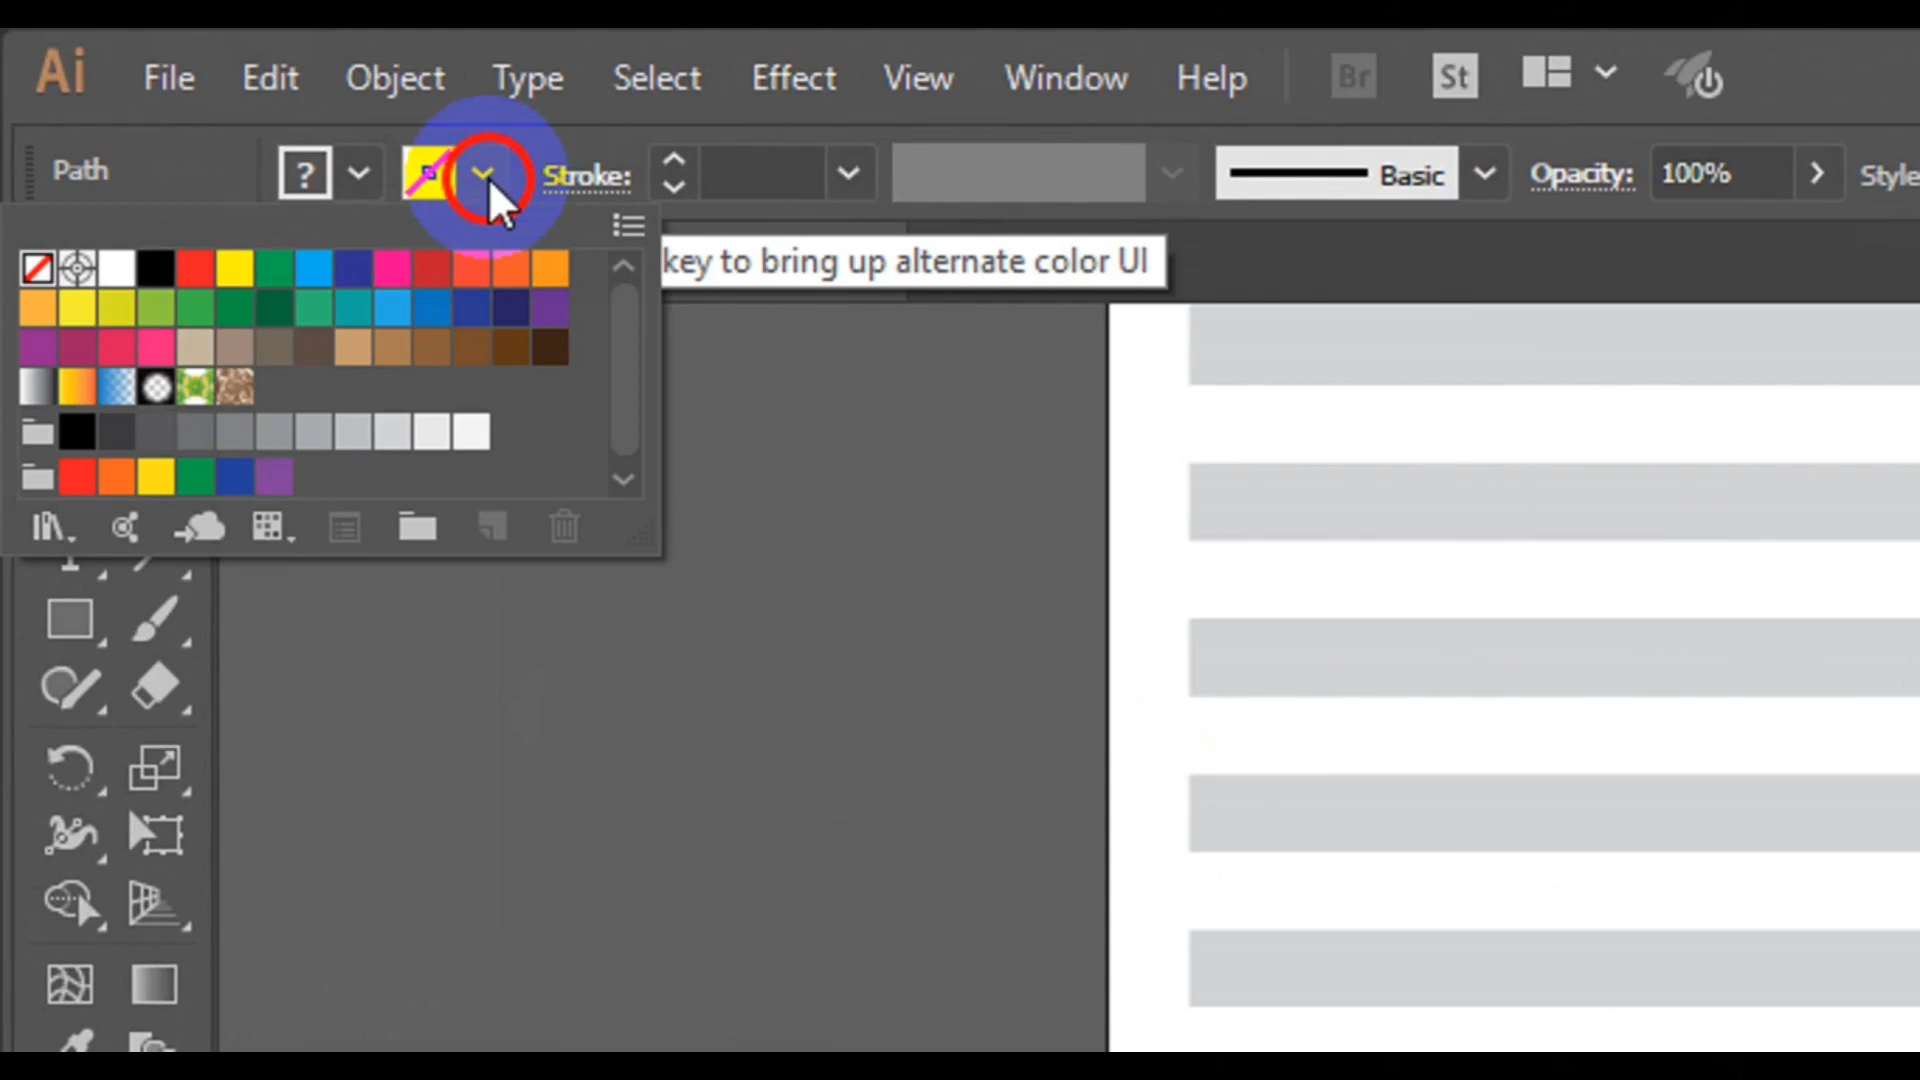 Ai File Edit Object Type Select Effect View Window Help Br St
Path ? Stroke: Basic Opacity: 100% Style
key to bring up alternate color UI